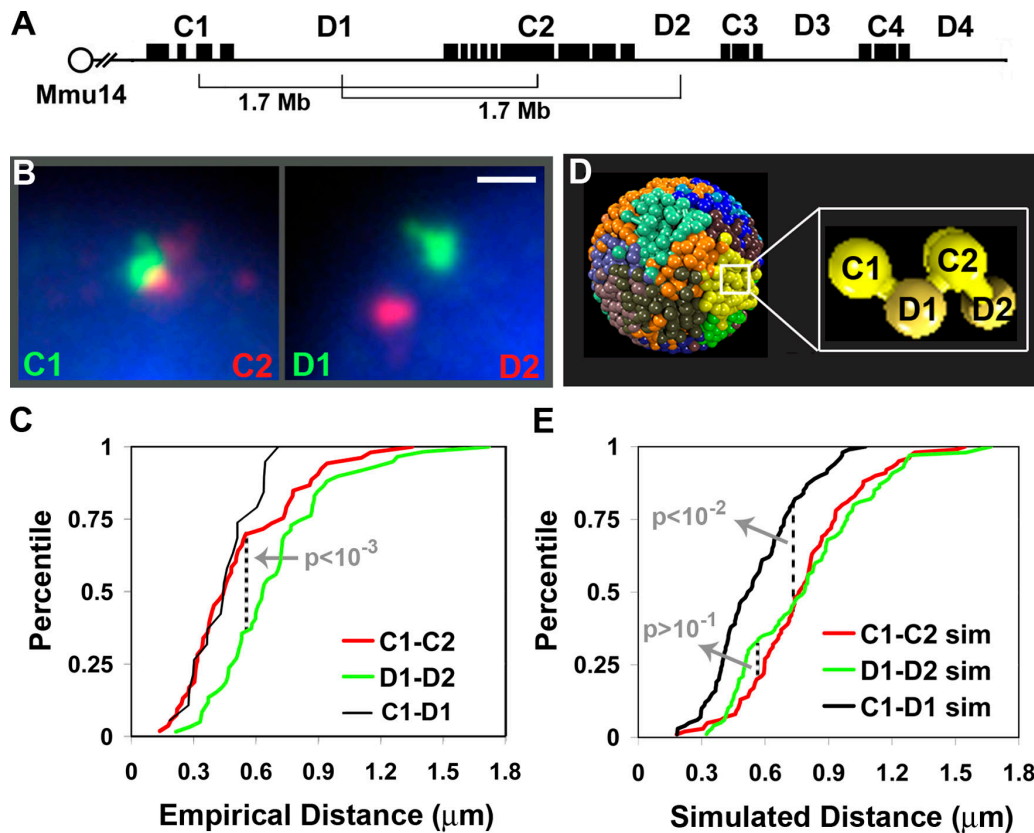 A
C1 D1 C2 D2 C3 D3 C4 D4
Mmu14
1.7 Mb
1.7 Mb
B
C1 C2
D1 D2
D
C1 C2
D1 D2
C
Percentile
1
0.75
0.5
0.25
0
p<10-3
C1-C2
D1-D2
C1-D1
0 0.3 0.6 0.9 1.2 1.5 1.8
Empirical Distance (μm)
E
Percentile
1
0.75
0.5
0.25
0
p<10-2
p>10-1
C1-C2 sim
D1-D2 sim
C1-D1 sim
0 0.3 0.6 0.9 1.2 1.5 1.8
Simulated Distance (μm)